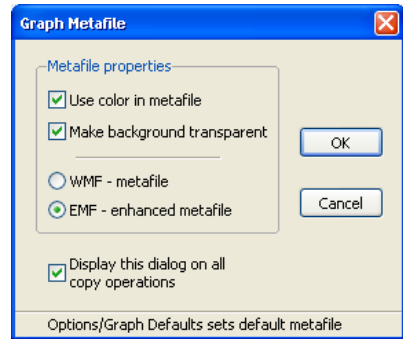 Graph Metafile
Metafile properties
Use color in metafile
Make background transparent
OK
WMF - metafile
EMF - enhanced metafile
Cancel
Display this dialog on all
copy operations
Options/Graph Defaults sets default metafile